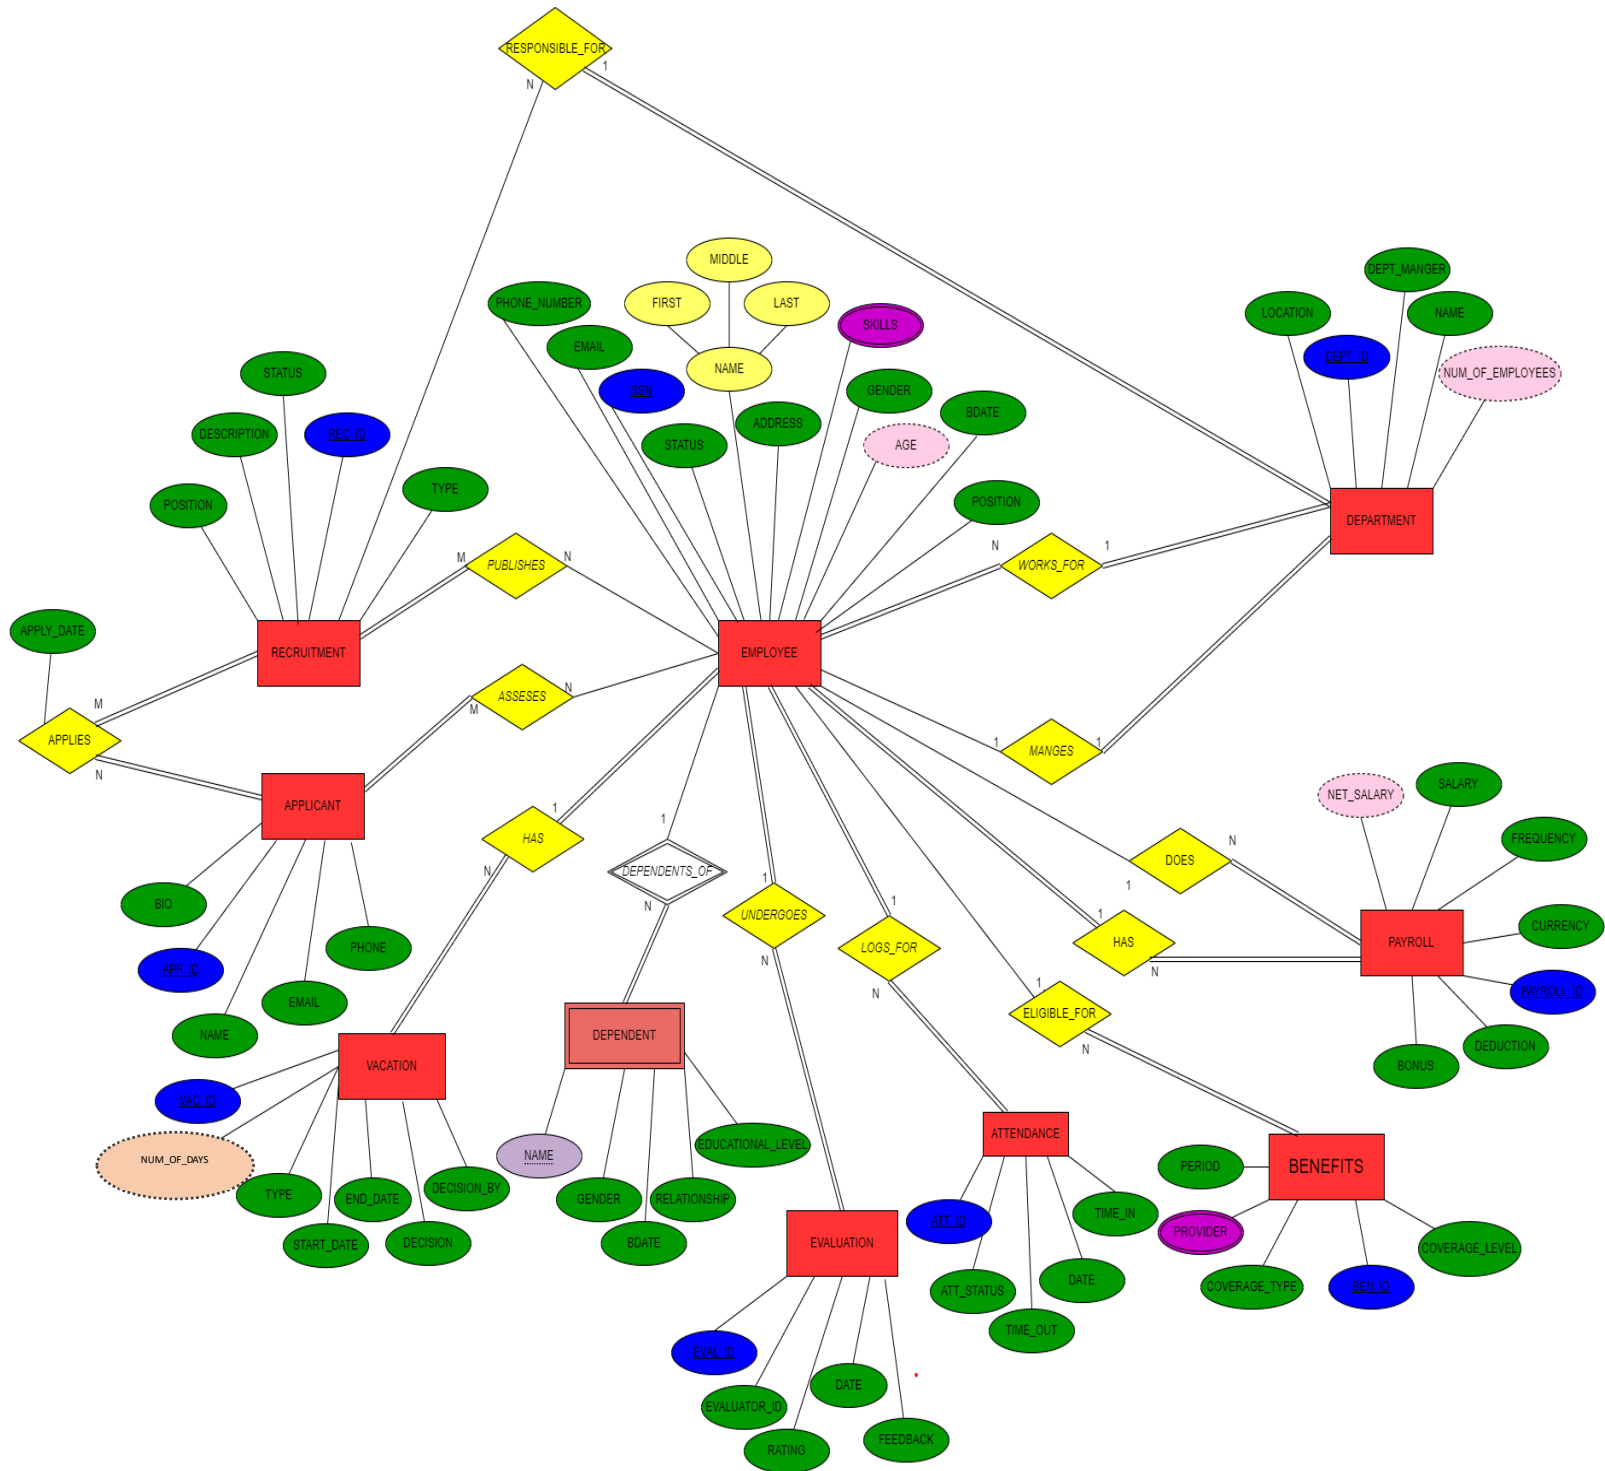 RESPONSIBLE_FOR
1
N
MIDDLE
DEPT_MANGER
PHONE_NUMBER
FIRST
LAST
LOCATION
NAME
SKILLS
EMAIL
DEPT_ID
NAME
NUM_OF_EMPLOYEES
STATUS
SSN
GENDER
BDATE
DESCRIPTION
REC_ID
STATUS
ADDRESS
AGE
TYPE
POSITION
POSITION
DEPARTMENT
M
PUBLISHES
N
N
WORKS_FOR
1
APPLY_DATE
RECRUITMENT
EMPLOYEE
M
ASSESES
N
M
APPLIES
N
1
MANGES
1
APPLICANT
HAS
1
N
1
DEPENDENTS_OF
N
NET_SALARY
SALARY
FREQUENCY
DOES
N
1
BIO
PHONE
APP_ID
EMAIL
NAME
1
UNDERGOES
N
1
LOGS_FOR
N
1
HAS
N
PAYROLL
CURRENCY
PAYROLL_ID
1
ELIGIBLE_FOR
N
DEDUCTION
BONUS
VACATION
DEPENDENT
VAC_ID
NUM_OF_DAYS
TYPE
END_DATE
DECISION_BY
START_DATE
DECISION
NAME
EDUCATIONAL_LEVEL
GENDER
RELATIONSHIP
BDATE
ATTENDANCE
BENEFITS
PERIOD
PROVIDER
COVERAGE_TYPE
BEN_ID
COVERAGE_LEVEL
EVALUATION
ATT_ID
TIME_IN
ATT_STATUS
DATE
TIME_OUT
EVAL_ID
DATE
EVALUATOR_ID
RATING
FEEDBACK